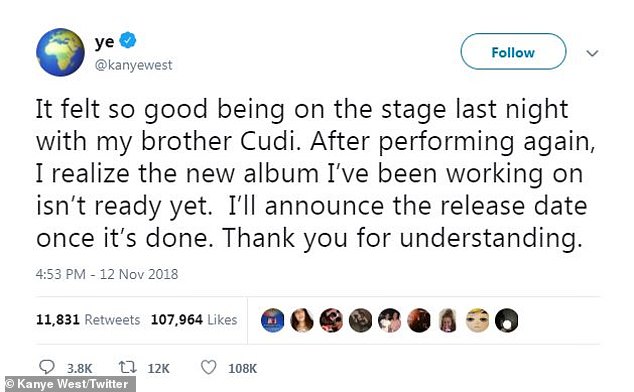 ye
@kanyewest
Follow
It felt so good being on the stage last night
with my brother Cudi. After performing again,
I realize the new album I’ve been working on
isn’t ready yet.  I’ll announce the release date
once it’s done. Thank you for understanding.
4:53 PM - 12 Nov 2018
11,831 Retweets 107,964 Likes
3.8K 12K 108K
© Kanye West/Twitter